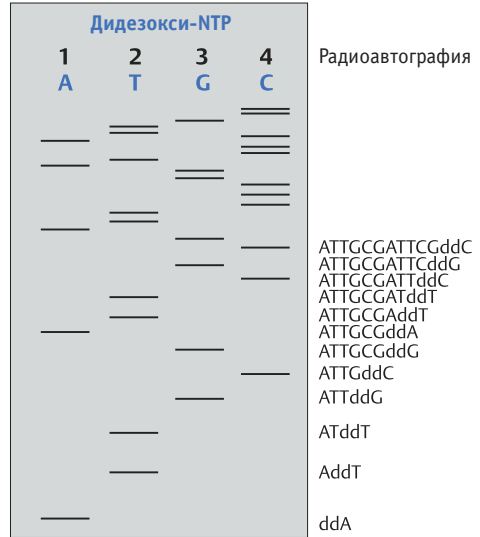 Дидезокси-NTP
1 2 3 4 Радиоавтография
A T G C
ATTGCGATTCGddC
ATTGCGATTCddG
ATTGCGATTddC
ATTGCGATddT
ATTGCGAddT
ATTGCGddA
ATTGCGddG
ATTGddC
ATTddG
ATddT
AddT
ddA